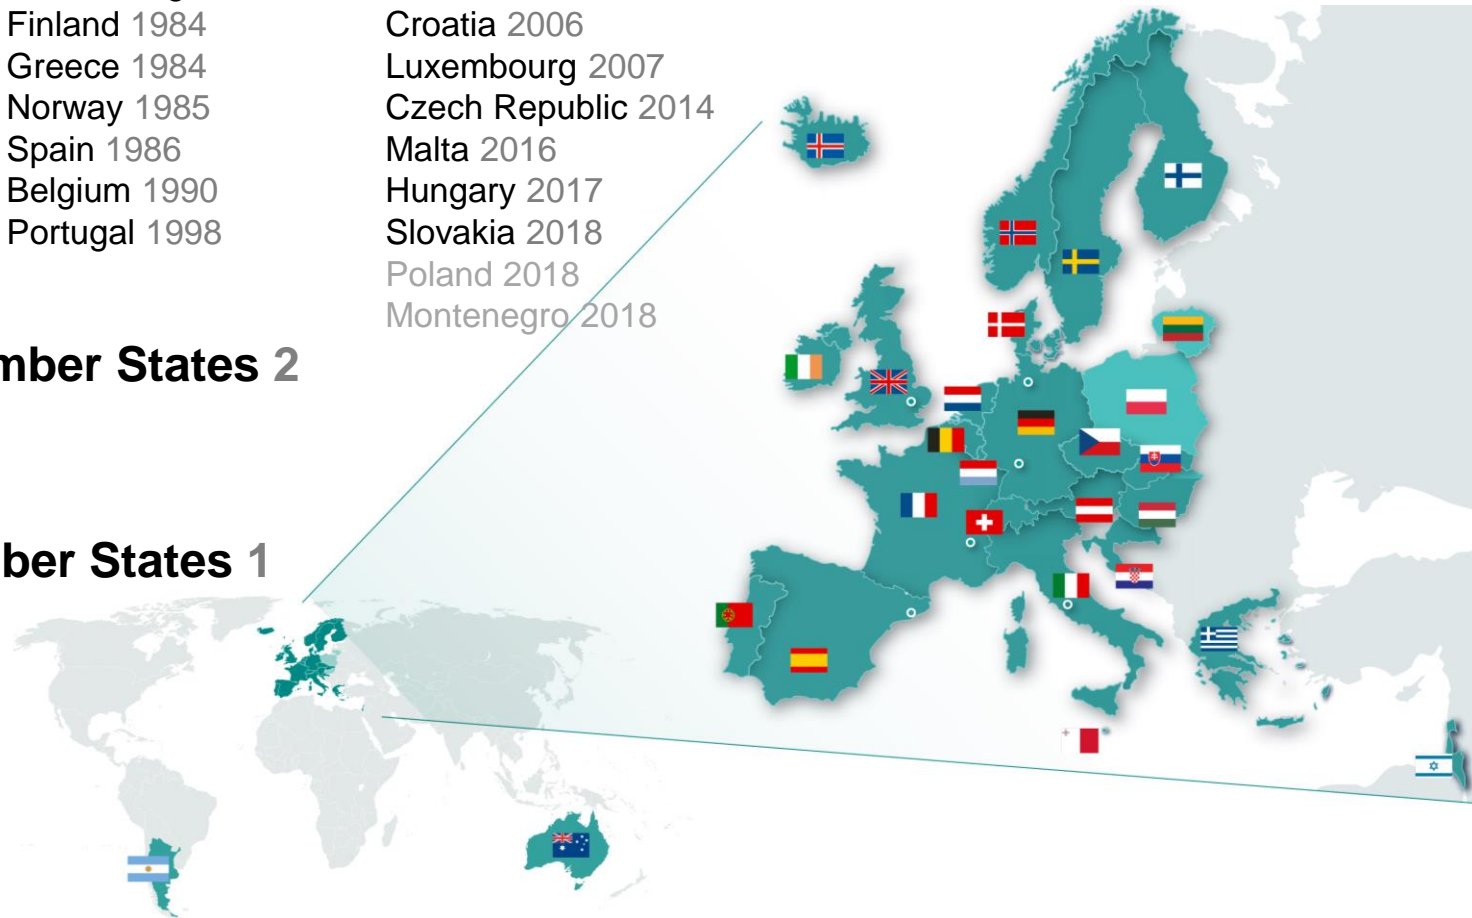 Finland 1984
Greece 1984
Norway 1985
Spain 1986
Belgium 1990
Portugal 1998
Croatia 2006
Luxembourg 2007
Czech Republic 2014
Malta 2016
Hungary 2017
Slovakia 2018
Poland 2018
Montenegro 2018
mber States 2
ber States 1